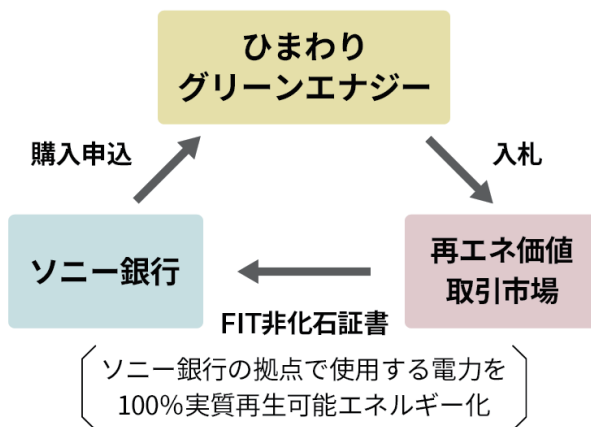 ひまわり
グリーンエナジー
購入申込
入札
ソニー銀行
再エネ価値
取引市場
FIT非化石証書
ソニー銀行の拠点で使用する電力を
100%実質再生可能エネルギー化